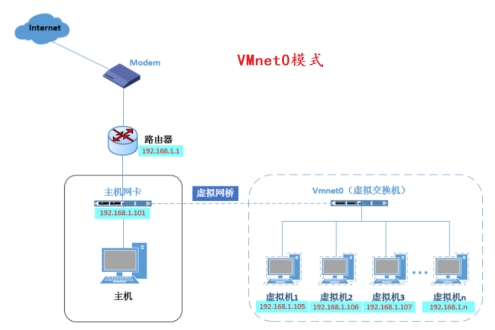 Internet
VMnet0模式
Modem
路由器
192.168.1.1
主机网卡
虚拟网桥
Vmnet0（虚拟交换机）
192.168.1.101
主机
虚拟机1
虚拟机2
虚拟机3
虚拟机n
192.168.1.105
192.168.1.106
192.168.1.107
192.168.1.n